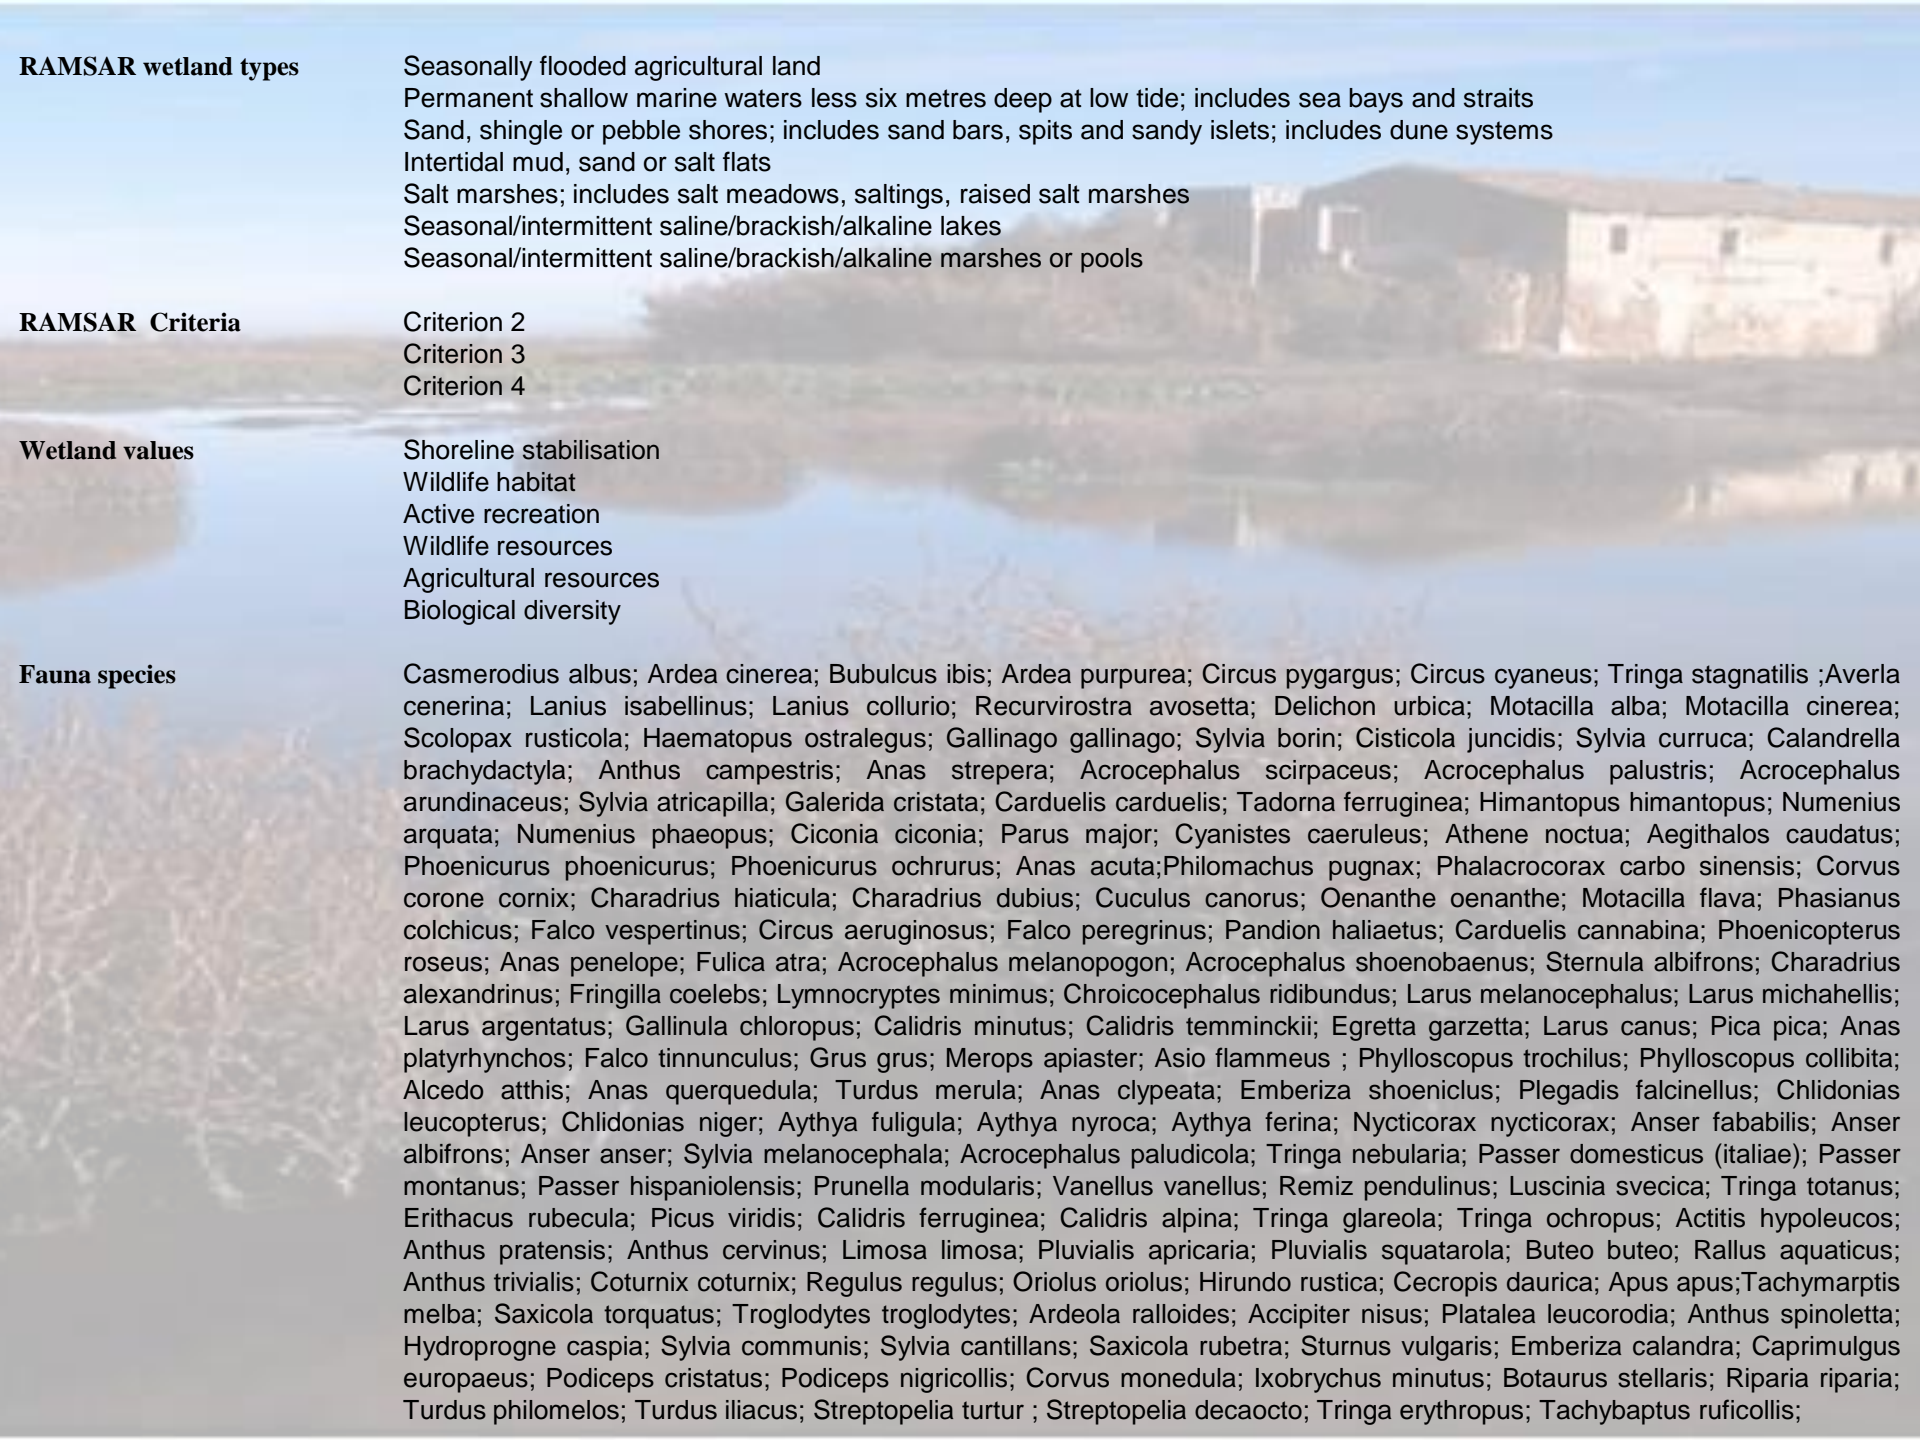 RAMSAR wetland types Seasonally flooded agricultural land
Permanent shallow marine waters less six metres deep at low tide; includes sea bays and straits
Sand, shingle or pebble shores; includes sand bars, spits and sandy islets; includes dune systems
Intertidal mud, sand or salt flats
Salt marshes; includes salt meadows, saltings, raised salt marshes
Seasonal/intermittent saline/brackish/alkaline lakes
Seasonal/intermittent saline/brackish/alkaline marshes or pools
RAMSAR Criteria Criterion 2
Criterion 3
Criterion 4
Wetland values Shoreline stabilisation
Wildlife habitat
Active recreation
Wildlife resources
Agricultural resources
Biological diversity
Fauna species Casmerodius albus; Ardea cinerea; Bubulcus ibis; Ardea purpurea; Circus pygargus; Circus cyaneus; Tringa stagnatilis ;Averla
cenerina; Lanius isabellinus; Lanius collurio; Recurvirostra avosetta; Delichon urbica; Motacilla alba; Motacilla cinerea;
Scolopax rusticola; Haematopus ostralegus; Gallinago gallinago; Sylvia borin; Cisticola juncidis; Sylvia curruca; Calandrella
brachydactyla; Anthus campestris; Anas strepera; Acrocephalus scirpaceus; Acrocephalus palustris; Acrocephalus
arundinaceus; Sylvia atricapilla; Galerida cristata; Carduelis carduelis; Tadorna ferruginea; Himantopus himantopus; Numenius
arquata; Numenius phaeopus; Ciconia ciconia; Parus major; Cyanistes caeruleus; Athene noctua; Aegithalos caudatus;
Phoenicurus phoenicurus; Phoenicurus ochrurus; Anas acuta;Philomachus pugnax; Phalacrocorax carbo sinensis; Corvus
corone cornix; Charadrius hiaticula; Charadrius dubius; Cuculus canorus; Oenanthe oenanthe; Motacilla flava; Phasianus
colchicus; Falco vespertinus; Circus aeruginosus; Falco peregrinus; Pandion haliaetus; Carduelis cannabina; Phoenicopterus
roseus; Anas penelope; Fulica atra; Acrocephalus melanopogon; Acrocephalus shoenobaenus; Sternula albifrons; Charadrius
alexandrinus; Fringilla coelebs; Lymnocryptes minimus; Chroicocephalus ridibundus; Larus melanocephalus; Larus michahellis;
Larus argentatus; Gallinula chloropus; Calidris minutus; Calidris temminckii; Egretta garzetta; Larus canus; Pica pica; Anas
platyrhynchos; Falco tinnunculus; Grus grus; Merops apiaster; Asio flammeus ; Phylloscopus trochilus; Phylloscopus collibita;
Alcedo atthis; Anas querquedula; Turdus merula; Anas clypeata; Emberiza shoeniclus; Plegadis falcinellus; Chlidonias
leucopterus; Chlidonias niger; Aythya fuligula; Aythya nyroca; Aythya ferina; Nycticorax nycticorax; Anser fababilis; Anser
albifrons; Anser anser; Sylvia melanocephala; Acrocephalus paludicola; Tringa nebularia; Passer domesticus (italiae); Passer
montanus; Passer hispaniolensis; Prunella modularis; Vanellus vanellus; Remiz pendulinus; Luscinia svecica; Tringa totanus;
Erithacus rubecula; Picus viridis; Calidris ferruginea; Calidris alpina; Tringa glareola; Tringa ochropus; Actitis hypoleucos;
Anthus pratensis; Anthus cervinus; Limosa limosa; Pluvialis apricaria; Pluvialis squatarola; Buteo buteo; Rallus aquaticus;
Anthus trivialis; Coturnix coturnix; Regulus regulus; Oriolus oriolus; Hirundo rustica; Cecropis daurica; Apus apus;Tachymarptis
melba; Saxicola torquatus; Troglodytes troglodytes; Ardeola ralloides; Accipiter nisus; Platalea leucorodia; Anthus spinoletta;
Hydroprogne caspia; Sylvia communis; Sylvia cantillans; Saxicola rubetra; Sturnus vulgaris; Emberiza calandra; Caprimulgus
europaeus; Podiceps cristatus; Podiceps nigricollis; Corvus monedula; Ixobrychus minutus; Botaurus stellaris; Riparia riparia;
Turdus philomelos; Turdus iliacus; Streptopelia turtur ; Streptopelia decaocto; Tringa erythropus; Tachybaptus ruficollis;